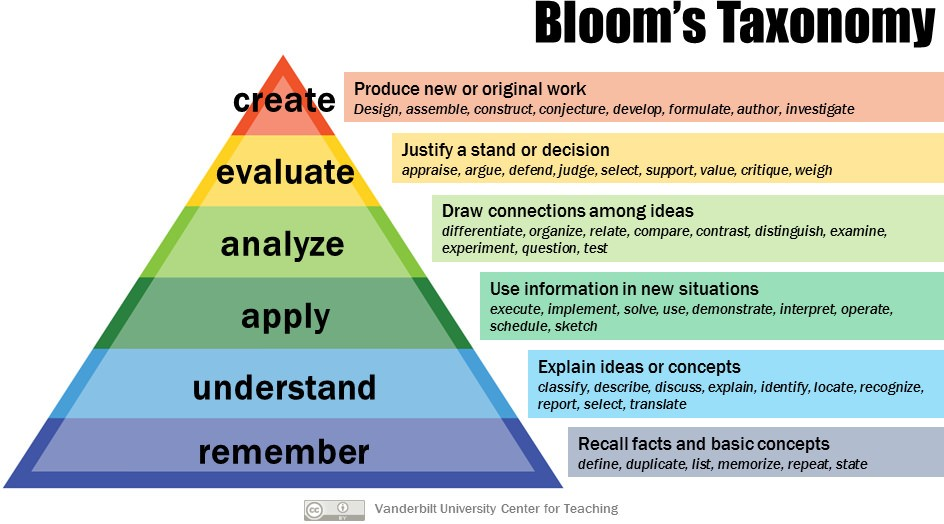 Bloom's Taxonomy
create
Produce new or original work
Design, assemble, construct, conjecture, develop, formulate, author, investigate
evaluate
Justify a stand or decision
appraise, argue, defend, judge, select, support, value, critique, weigh
analyze
Draw connections among ideas
differentiate, organize, relate, compare, contrast, distinguish, examine,
experiment, question, test
apply
Use information in new situations
execute, implement, solve, use, demonstrate, interpret, operate,
schedule, sketch
understand
Explain ideas or concepts
classify, describe, discuss, explain, identify, locate, recognize,
report, select, translate
remember
Recall facts and basic concepts
define, duplicate, list, memorize, repeat, state
cc
BY
Vanderbilt University Center for Teaching